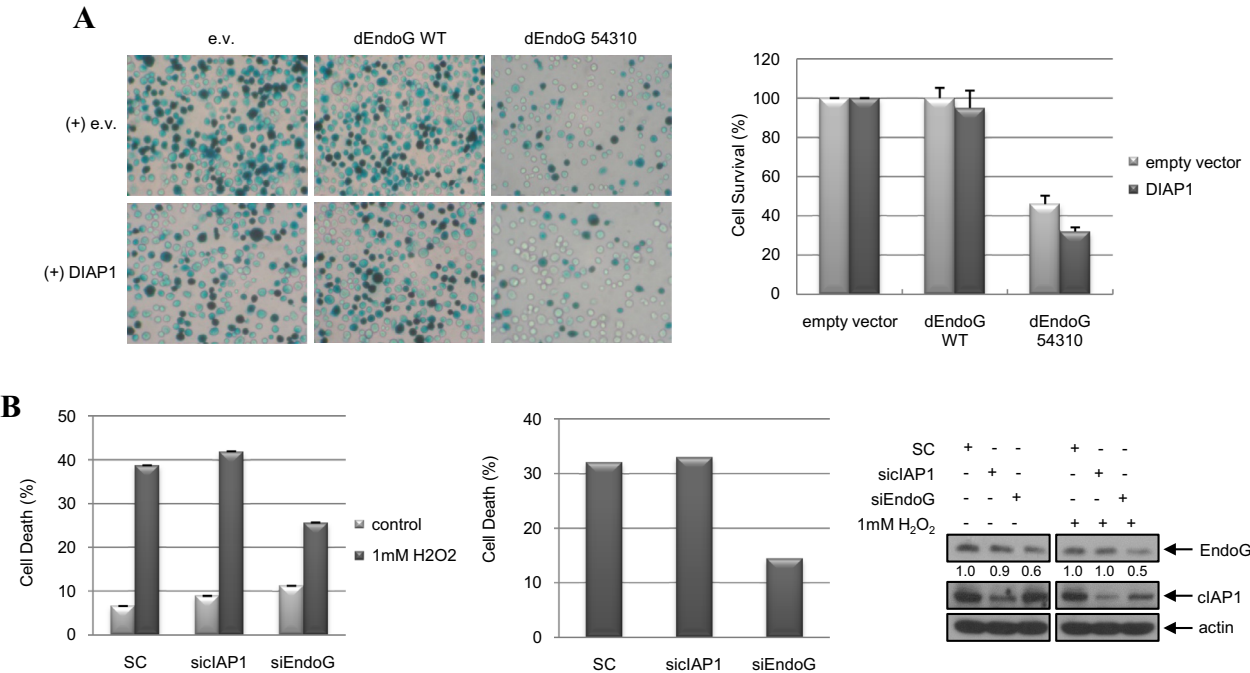 A
e.v. dEndoG WT dEndoG 54310
(+) e.v.
(+) DIAP1
Cell Survival (%)
120
100
80
60
40
20
0
empty vector dEndoG WT dEndoG 54310
empty vector
DIAP1
B
Cell Death (%)
50
40
30
20
10
0
SC sicIAP1 siEndoG
control
1mM H2O2
Cell Death (%)
40
30
20
10
0
SC sicIAP1 siEndoG
SC + - - + - -
sicIAP1 - + - - + -
siEndoG - - + - - +
1mM H₂O₂ - - - + + +
EndoG
1.0 0.9 0.6 1.0 1.0 0.5
cIAP1
actin